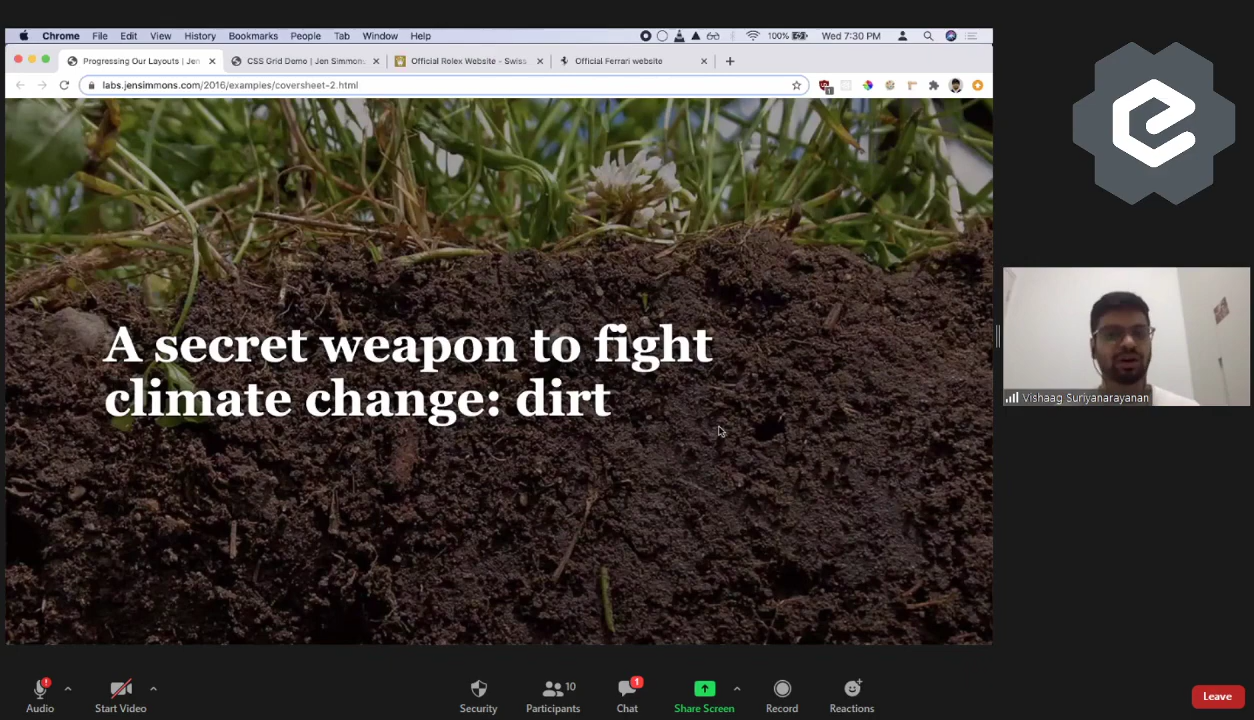 Chrome File Edit View History Bookmarks People Tab Window Help 100% Wed 7:30 PM
Progressing Our Layouts | Jen CSS Grid Demo | Jen Simmons Official Rolex Website - Swiss Official Ferrari website
labs.jensimmons.com/2016/examples/coversheet-2.html
A secret weapon to fight
climate change: dirt
Vishaag Suriyanarayanan
10
1
Audio Start Video Security Participants Chat Share Screen Record Reactions Leave